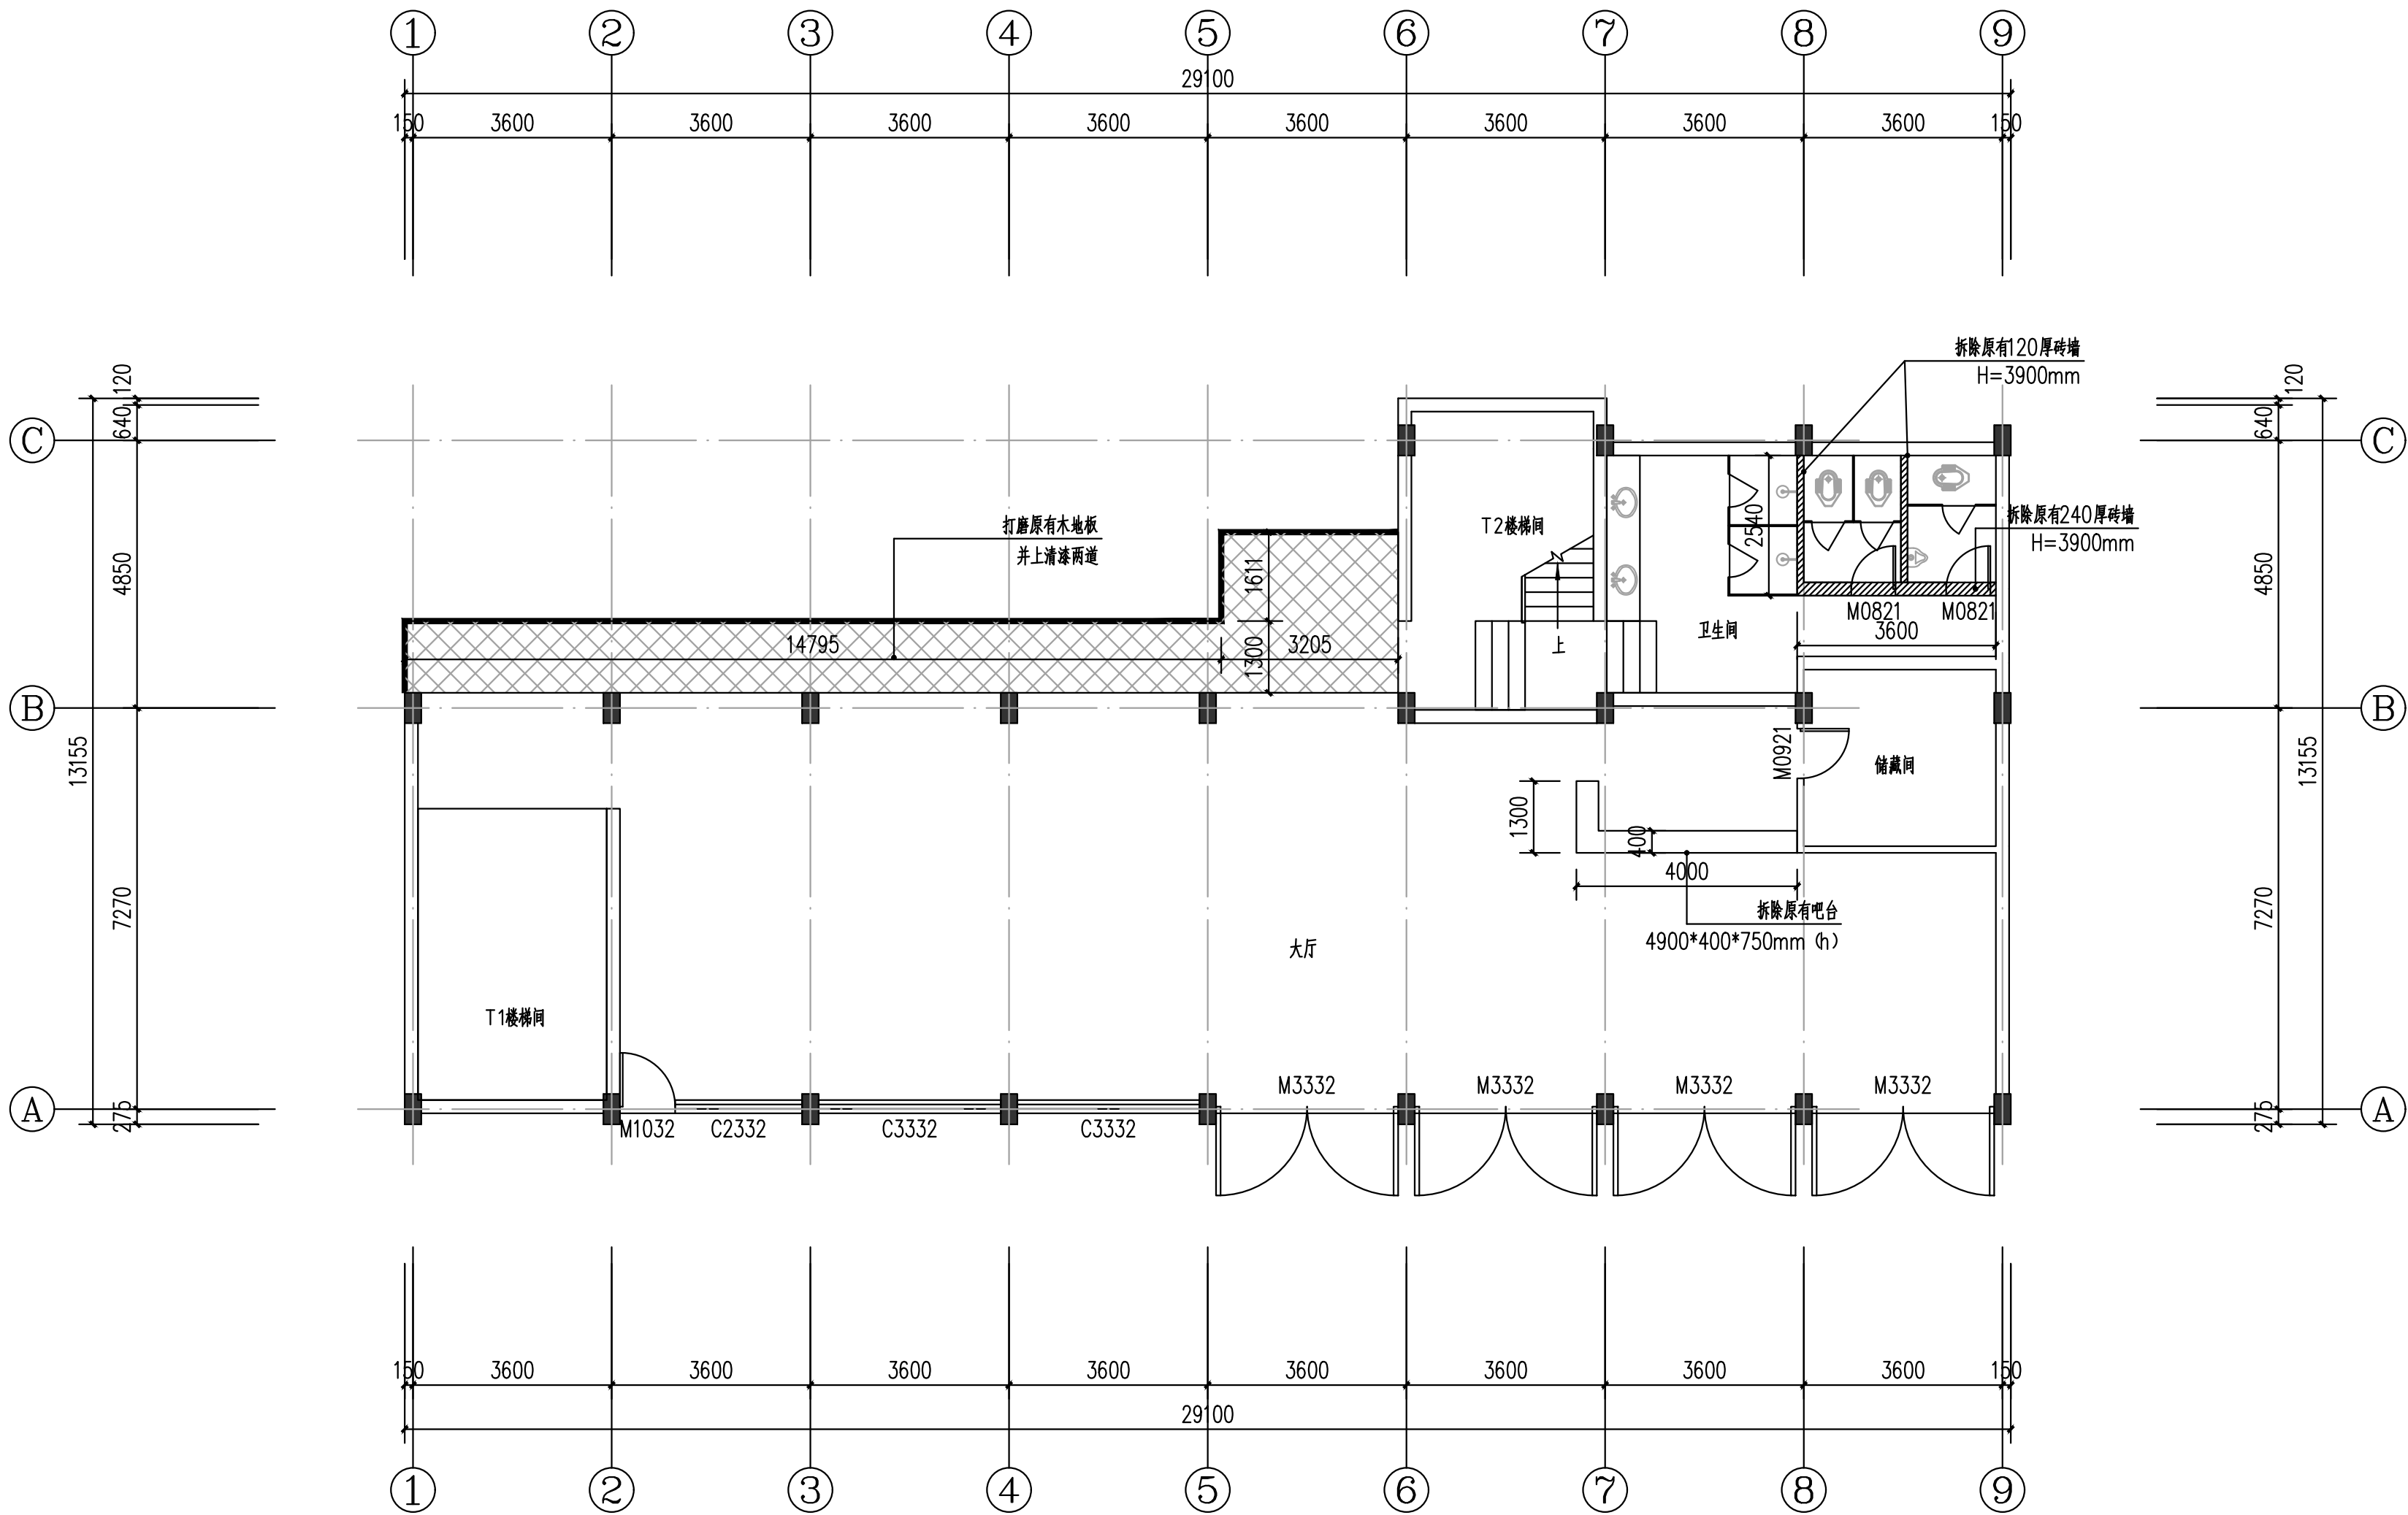 1 2 3 4 5 6 7 8 9
29100
150 3600 3600 3600 3600 3600 3600 3600 3600 150
拆除原有120厚砖墙
H=3900mm
120
120
640
640
C
C
打磨原有木地板
并上清漆两道
T2楼梯间
2540
拆除原有240厚砖墙
H=3900mm
4850
1611
4850
M0821 M0821
14795
1300
3205
上
卫生间
3600
B
B
13155
M0921
储藏间
13155
1300
400
4000
7270
拆除原有吧台
4900*400*750mm（h）
7270
大厅
T1楼梯间
M3332 M3332 M3332 M3332
A
275
M1032 C2332 C3332 C3332
275
A
150 3600 3600 3600 3600 3600 3600 3600 3600 150
29100
1 2 3 4 5 6 7 8 9